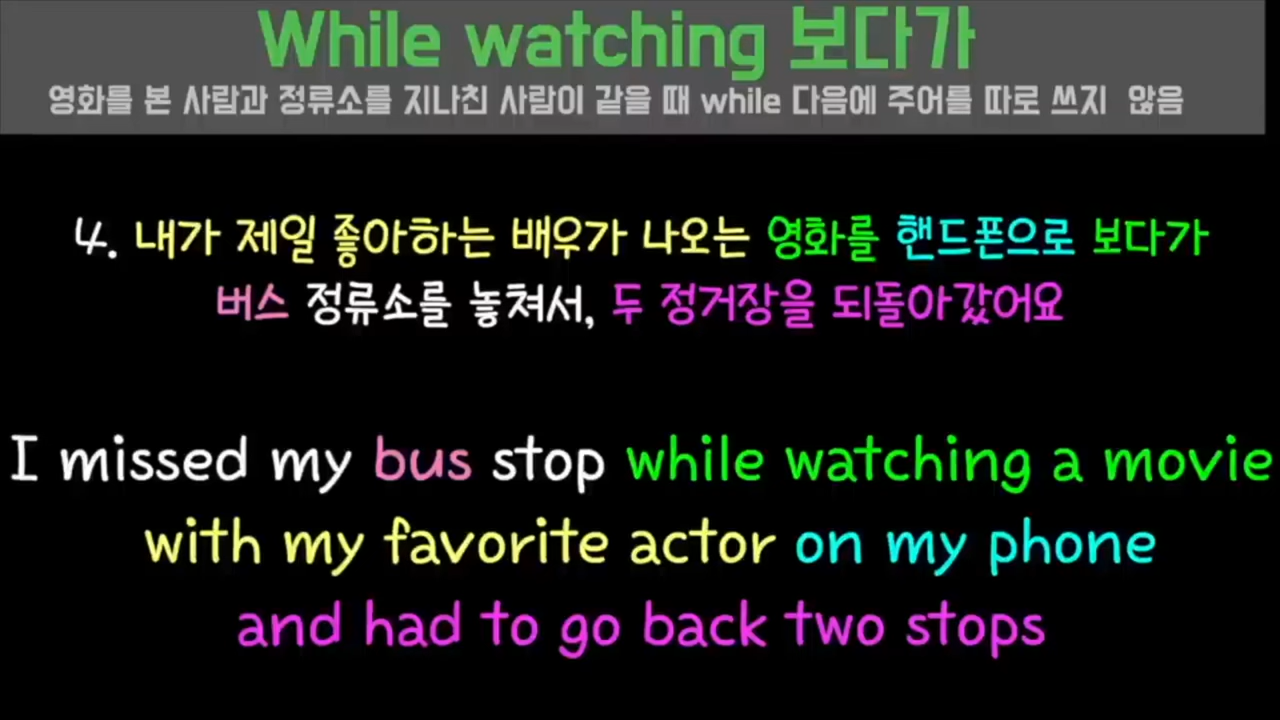 While watching 보다가
영화를 본 사람과 정류소를 지나친 사람이 같을 때 while 다음에 주어를 따로 쓰지 않음
4. 내가 제일 좋아하는 배우가 나오는 영화를 핸드폰으로 보다가
버스 정류소를 놓쳐서, 두 정거장을 되돌아갔어요
I missed my bus stop while watching a movie
with my favorite actor on my phone
and had to go back two stops